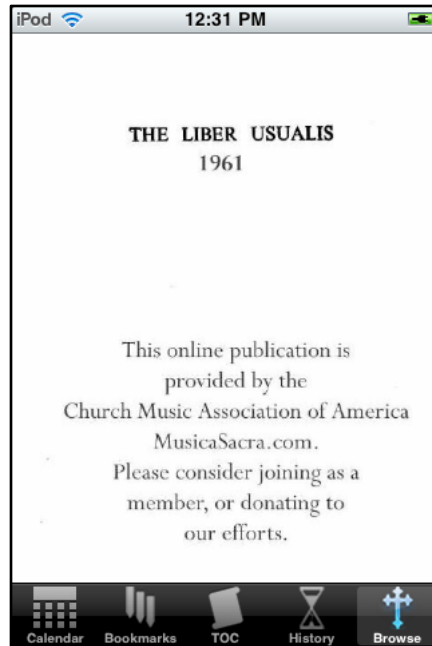 iPod 12:31 PM
THE LIBER USUALIS
1961
This online publication is
provided by the
Church Music Association of America
MusicaSacra.com.
Please consider joining as a
member, or donating to
our efforts.
Calendar Bookmarks TOC History Browse